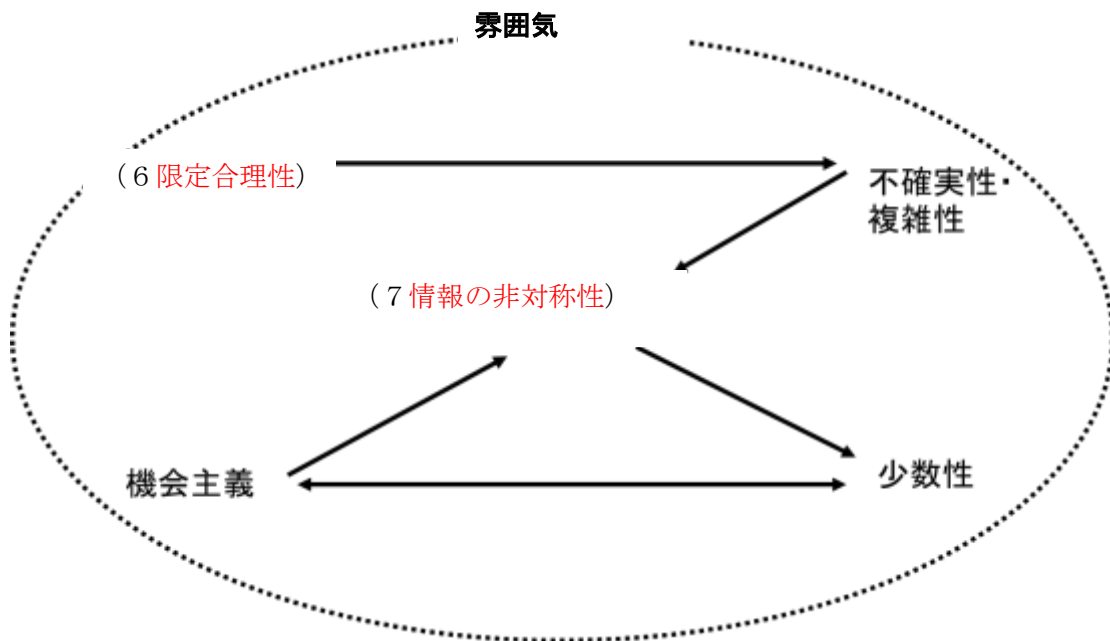 雰囲気
（６限定合理性）
不確実性・
複雑性
（７情報の非対称性）
機会主義
少数性